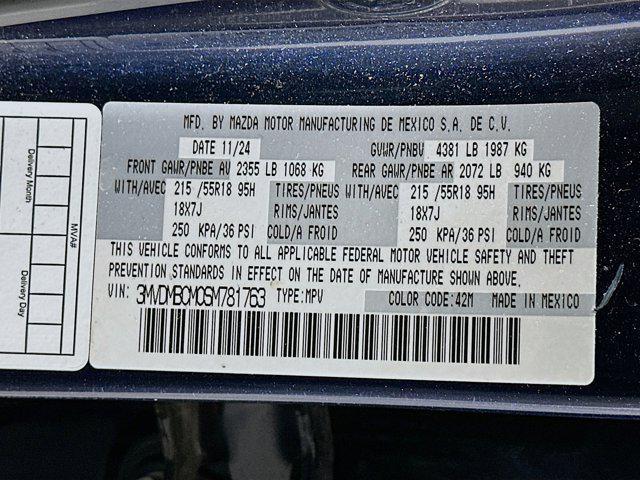 MFD. BY MAZDA MOTOR MANUFACTURING DE MEXICO S.A. DE C.V.
DATE 11/24 GVWR/PNBV 4381 LB 1987 KG
FRONT GAWR/PNBE AV 2355 LB 1068 KG REAR GAWR/PNBE AR 2072 LB 940 KG
WITH/AVEC 215 /55R18 95H TIRES/PNEUS WITH/AVEC 215 /55R18 95H TIRES/PNEUS
18X7J RIMS/JANTES 18X7J RIMS/JANTES
250 KPA/36 PSI COLD/A FROID 250 KPA/36 PSI COLD/A FROID
THIS VEHICLE CONFORMS TO ALL APPLICABLE FEDERAL MOTOR VEHICLE SAFETY AND THEFT
PREVENTION STANDARDS IN EFFECT ON THE DATE OF MANUFACTURE SHOWN ABOVE.
VIN: 3MVDMBCM0SM781763 TYPE:MPV COLOR CODE:42M MADE IN MEXICO
Delivery Month
MVA#
Delivery Day